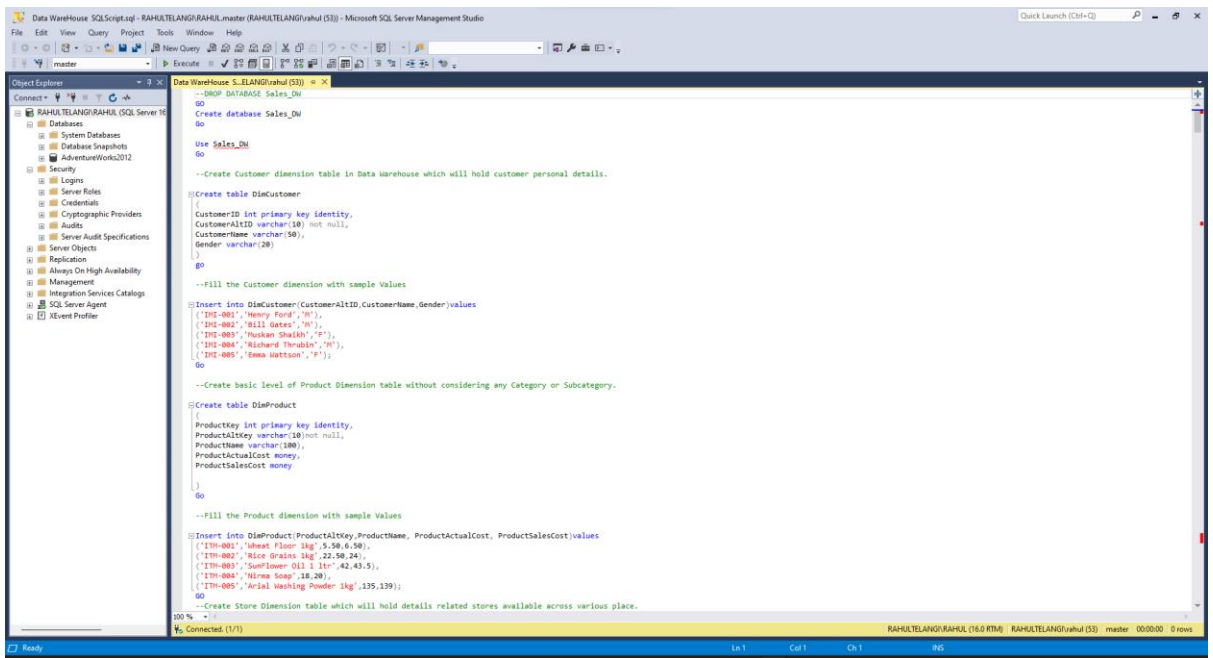 Data WareHouse SQLScript.sql - RAHULTELANGI\RAHUL.master (RAHULTELANGI\rahul (53)) - Microsoft SQL Server Management Studio
Quick Launch (Ctrl+Q)
File Edit View Query Project Tools Window Help
New Query
master
Execute
Object Explorer
Data WareHouse S...ELANGI\rahul (53))
Connect
RAHULTELANGI\RAHUL (SQL Server 16
Databases
System Databases
Database Snapshots
AdventureWorks2012
Security
Logins
Server Roles
Credentials
Cryptographic Providers
Audits
Server Audit Specifications
Server Objects
Replication
Always On High Availability
Management
Integration Services Catalogs
SQL Server Agent
XEvent Profiler
--DROP DATABASE Sales_DW
GO
Create database Sales_DW
Go
Use Sales_DW
Go
--Create Customer dimension table in Data Warehouse which will hold customer personal details.
Create table DimCustomer
(
CustomerID int primary key identity,
CustomerAltID varchar(10) not null,
CustomerName varchar(50),
Gender varchar(20)
)
go
--Fill the Customer dimension with sample Values
Insert into DimCustomer(CustomerAltID,CustomerName,Gender)values
('IMI-001','Henry Ford','M'),
('IMI-002','Bill Gates','M'),
('IMI-003','Muskan Shaikh','F'),
('IMI-004','Richard Thrubin','M'),
('IMI-005','Emma Wattson','F');
Go
--Create basic level of Product Dimension table without considering any Category or Subcategory.
Create table DimProduct
(
ProductKey int primary key identity,
ProductAltKey varchar(10)not null,
ProductName varchar(100),
ProductActualCost money,
ProductSalesCost money
)
Go
--Fill the Product dimension with sample Values
Insert into DimProduct(ProductAltKey,ProductName, ProductActualCost, ProductSalesCost)values
('ITM-001','Wheat Floor 1kg',5.50,6.50),
('ITM-002','Rice Grains 1kg',22.50,24),
('ITM-003','SunFlower Oil 1 ltr',42,43.5),
('ITM-004','Nirma Soap',18,20),
('ITM-005','Arial Washing Powder 1kg',135,139);
GO
--Create Store Dimension table which will hold details related stores available across various place.
100 %
Connected. (1/1)
RAHULTELANGI\RAHUL (16.0 RTM) RAHULTELANGI\rahul (53) master 00:00:00 0 rows
Ready
Ln 1 Col 1 Ch 1 INS